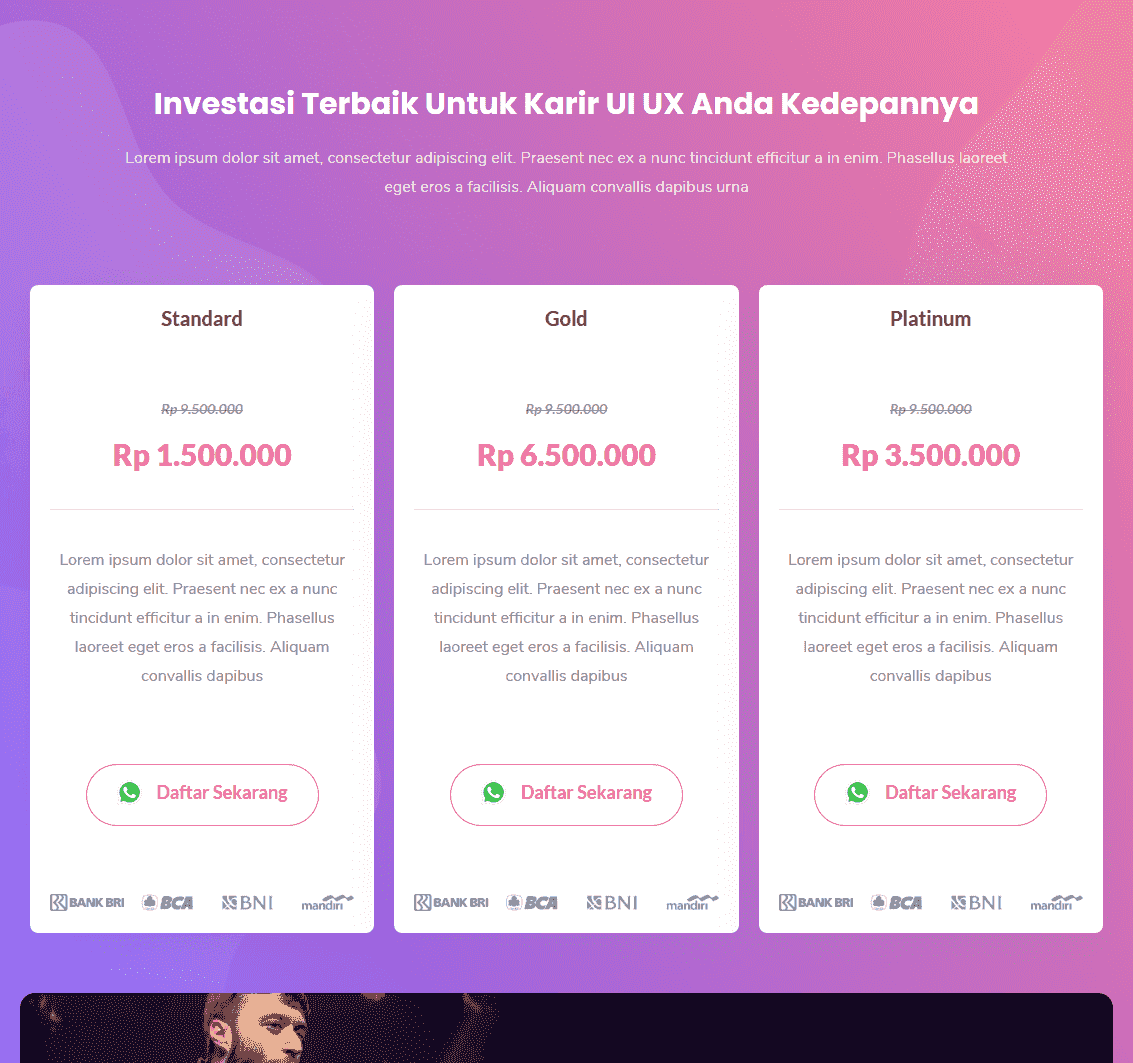 Investasi Terbaik Untuk Karir UI UX Anda Kedepannya
Lorem ipsum dolor sit amet, consectetur adipiscing elit. Praesent nec ex a nunc tincidunt efficitur a in enim. Phasellus laoreet
eget eros a facilisis. Aliquam convallis dapibus urna
Standard
Rp 9.500.000
Rp 1.500.000
Lorem ipsum dolor sit amet, consectetur
adipiscing elit. Praesent nec ex a nunc
tincidunt efficitur a in enim. Phasellus
laoreet eget eros a facilisis. Aliquam
convallis dapibus
Daftar Sekarang
BANK BRI BCA BNI mandiri
Gold
Rp 9.500.000
Rp 6.500.000
Lorem ipsum dolor sit amet, consectetur
adipiscing elit. Praesent nec ex a nunc
tincidunt efficitur a in enim. Phasellus
laoreet eget eros a facilisis. Aliquam
convallis dapibus
Daftar Sekarang
BANK BRI BCA BNI mandiri
Platinum
Rp 9.500.000
Rp 3.500.000
Lorem ipsum dolor sit amet, consectetur
adipiscing elit. Praesent nec ex a nunc
tincidunt efficitur a in enim. Phasellus
laoreet eget eros a facilisis. Aliquam
convallis dapibus
Daftar Sekarang
BANK BRI BCA BNI mandiri